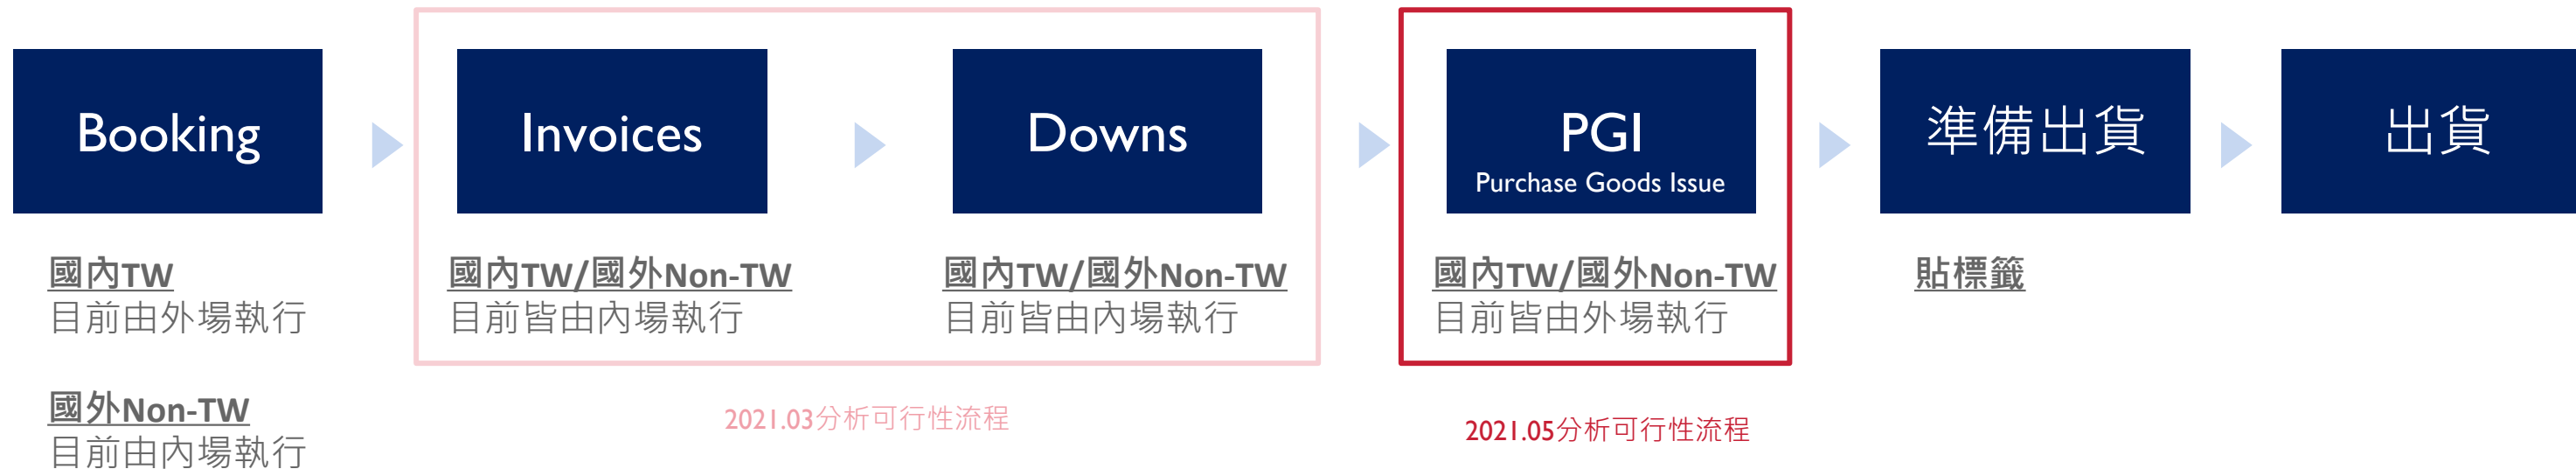 Booking
Invoices
Downs
PGI
Purchase Goods Issue
準備出貨
出貨
國內TW
目前由外場執行
國外Non-TW
目前由內場執行
國內TW/國外Non-TW
目前皆由內場執行
國內TW/國外Non-TW
目前皆由內場執行
國內TW/國外Non-TW
目前皆由外場執行
貼標籤
2021.03分析可行性流程
2021.05分析可行性流程